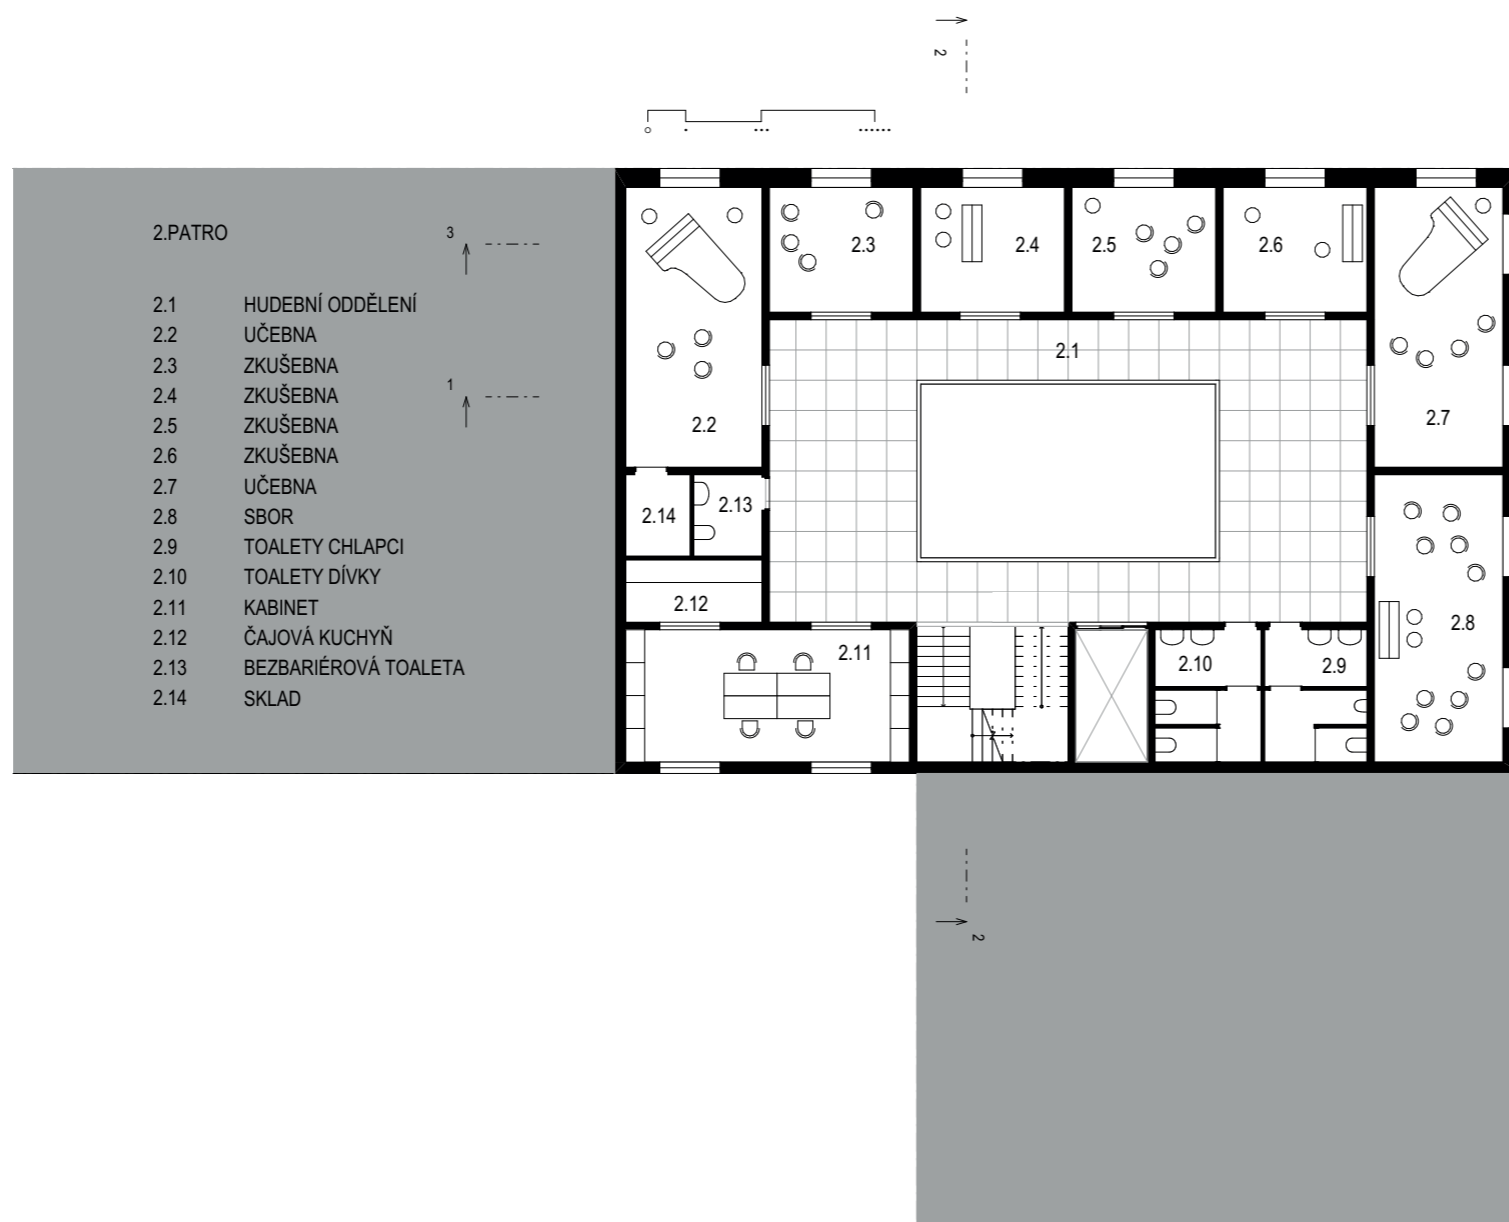 2
2.PATRO
3
2.1 HUDEBNÍ ODDĚLENÍ
2.2 UČEBNA
2.3 ZKUŠEBNA
2.4 ZKUŠEBNA
1
2.5 ZKUŠEBNA
2.6 ZKUŠEBNA
2.7 UČEBNA
2.8 SBOR
2.9 TOALETY CHLAPCI
2.10 TOALETY DÍVKY
2.11 KABINET
2.12 ČAJOVÁ KUCHYŇ
2.13 BEZBARIÉROVÁ TOALETA
2.14 SKLAD
2.3
2.4
2.5
2.6
2.1
2.2
2.7
2.14
2.13
2.12
2.8
2.11
2.10
2.9
2